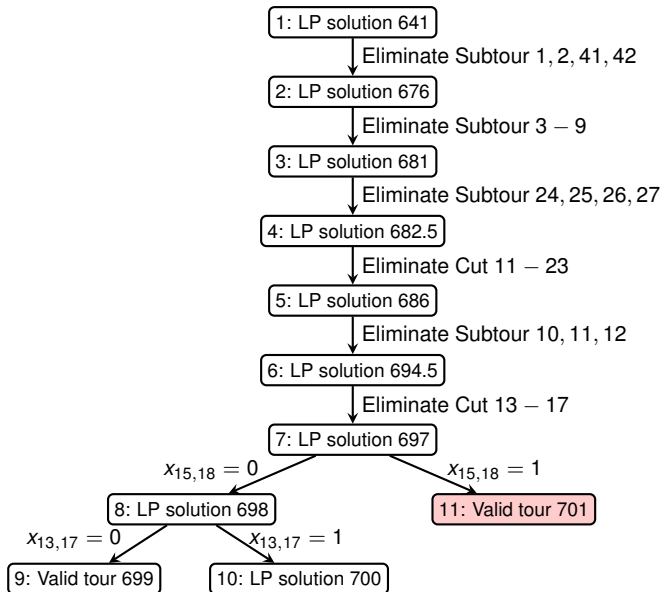 1: LP solution 641
Eliminate Subtour 1, 2, 41, 42
2: LP solution 676
Eliminate Subtour 3 − 9
3: LP solution 681
Eliminate Subtour 24, 25, 26, 27
4: LP solution 682.5
Eliminate Cut 11 − 23
5: LP solution 686
Eliminate Subtour 10, 11, 12
6: LP solution 694.5
Eliminate Cut 13 − 17
7: LP solution 697
x15,18 = 0
x15,18 = 1
8: LP solution 698
11: Valid tour 701
x13,17 = 0
x13,17 = 1
9: Valid tour 699
10: LP solution 700